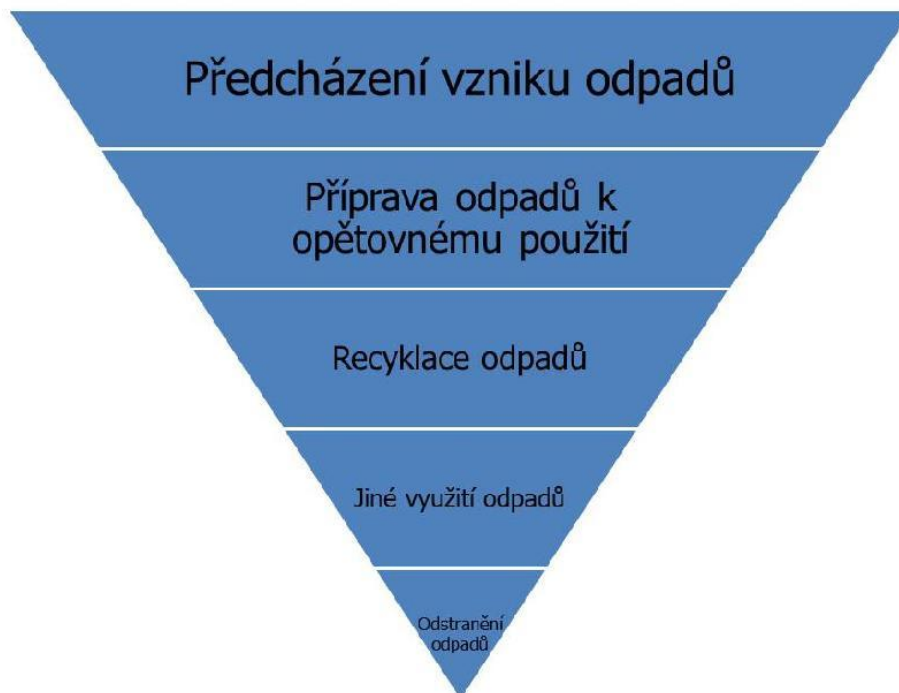 Předcházení vzniku odpadů
Příprava odpadů k
opětovnému použití
Recyklace odpadů
Jiné využití odpadů
Odstranění
odpadů